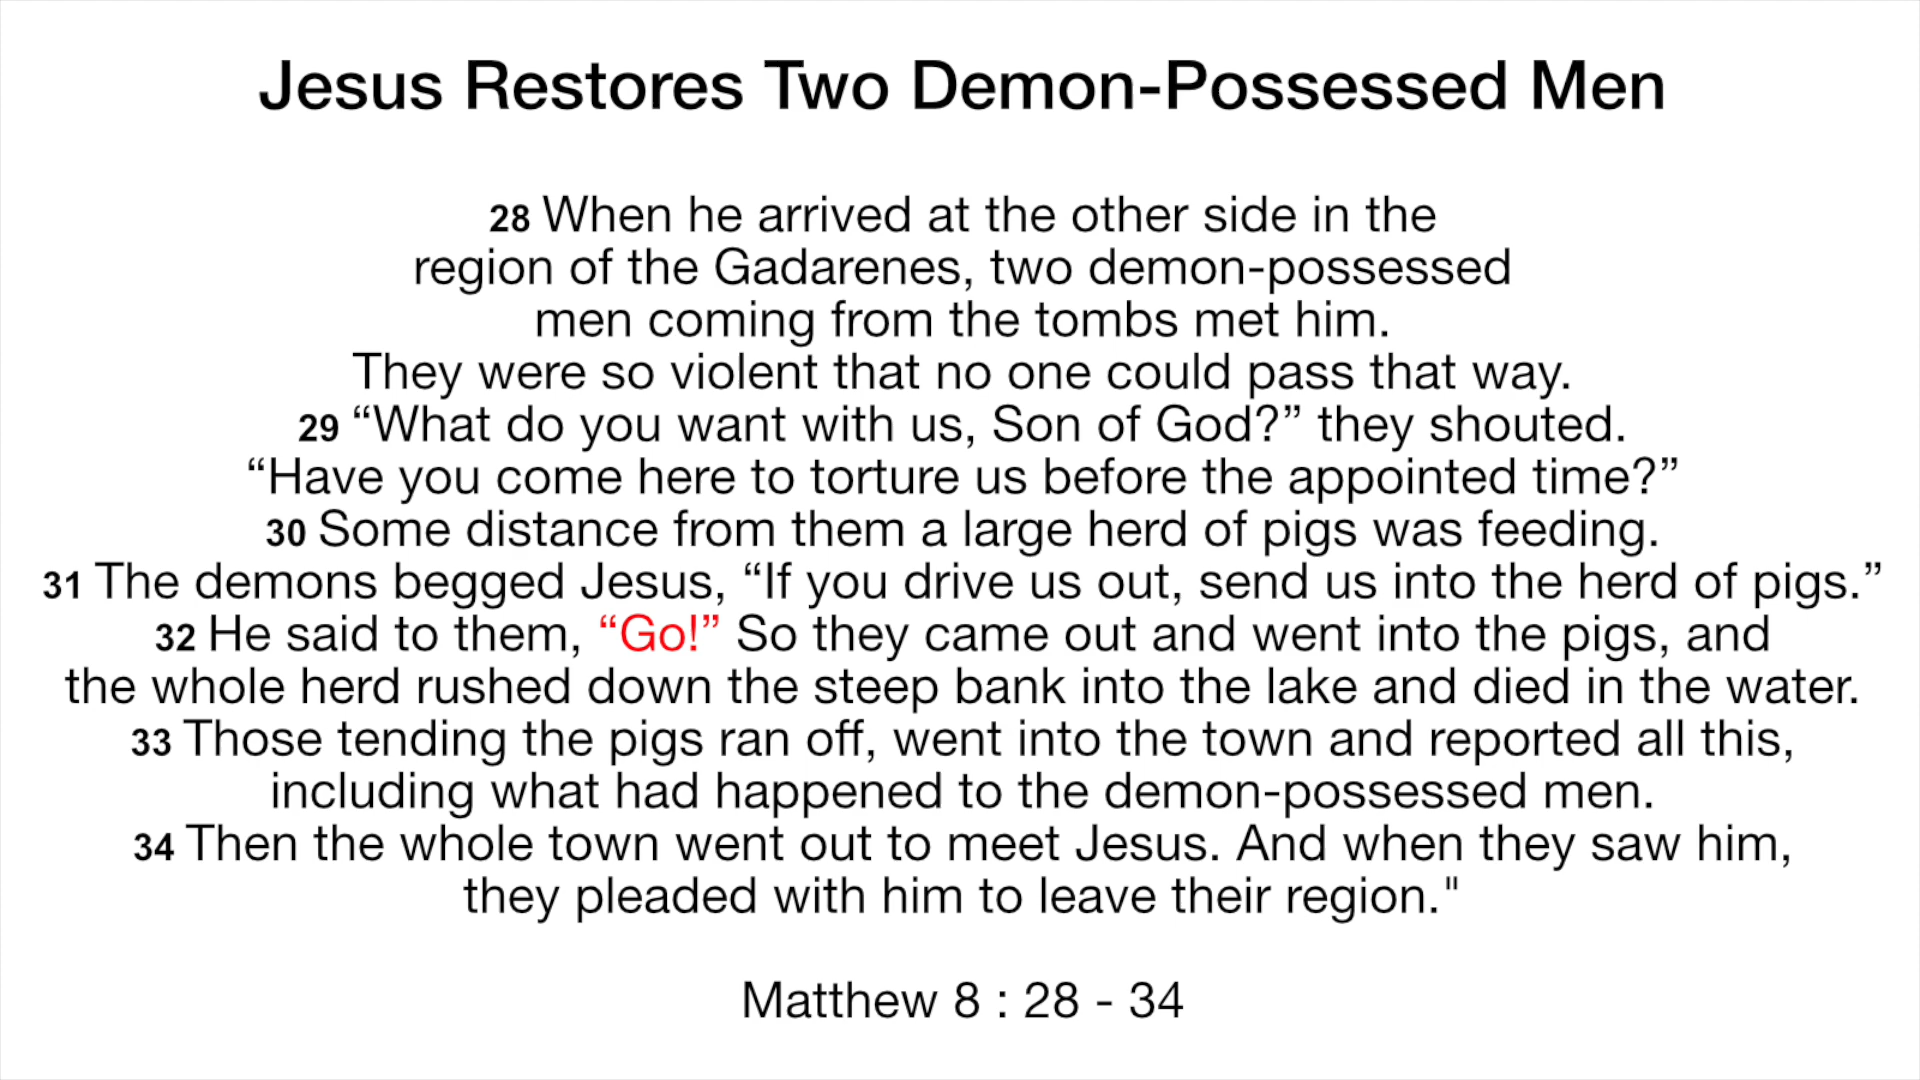 Jesus Restores Two Demon-Possessed Men
28 When he arrived at the other side in the
region of the Gadarenes, two demon-possessed
men coming from the tombs met him.
They were so violent that no one could pass that way.
29 “What do you want with us, Son of God?” they shouted.
“Have you come here to torture us before the appointed time?”
30 Some distance from them a large herd of pigs was feeding.
31 The demons begged Jesus, “If you drive us out, send us into the herd of pigs.”
32 He said to them, “Go!” So they came out and went into the pigs, and
the whole herd rushed down the steep bank into the lake and died in the water.
33 Those tending the pigs ran off, went into the town and reported all this,
including what had happened to the demon-possessed men.
34 Then the whole town went out to meet Jesus. And when they saw him,
they pleaded with him to leave their region."
Matthew 8 : 28 - 34